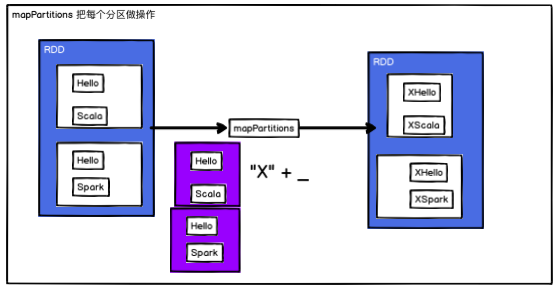 mapPartitions 把每个分区做操作
RDD
Hello
Scala
Hello
Spark
mapPartitions
Hello
Scala
Hello
Spark
"X" + _
RDD
XHello
XScala
XHello
XSpark